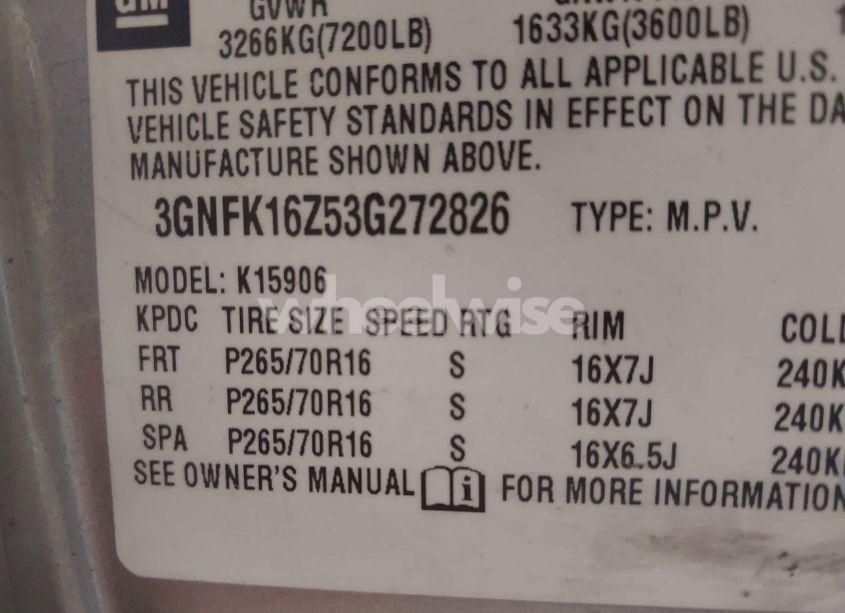 GM GVWR
3266KG(7200LB) 1633KG(3600LB)
THIS VEHICLE CONFORMS TO ALL APPLICABLE U.S.
VEHICLE SAFETY STANDARDS IN EFFECT ON THE DA
MANUFACTURE SHOWN ABOVE.
3GNFK16Z53G272826 TYPE: M.P.V.
MODEL: K15906
wheelwise
KPDC TIRE SIZE SPEED RTG RIM COLD
FRT P265/70R16 S 16X7J 240K
RR P265/70R16 S 16X7J 240K
SPA P265/70R16 S 16X6.5J 240K
SEE OWNER'S MANUAL i FOR MORE INFORMATION